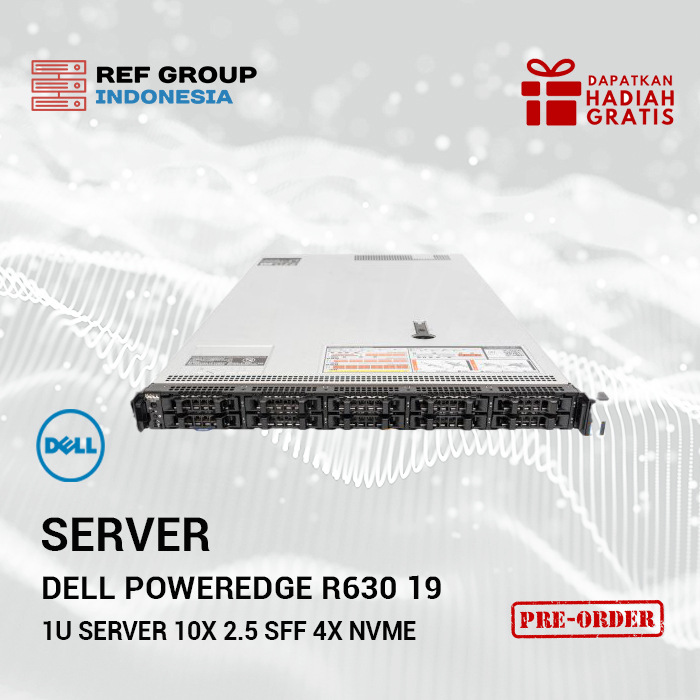 REF GROUP
INDONESIA
DAPATKAN
HADIAH
GRATIS
DELL
DELL
SERVER
DELL POWEREDGE R630 19
1U SERVER 10X 2.5 SFF 4X NVME
PRE-ORDER